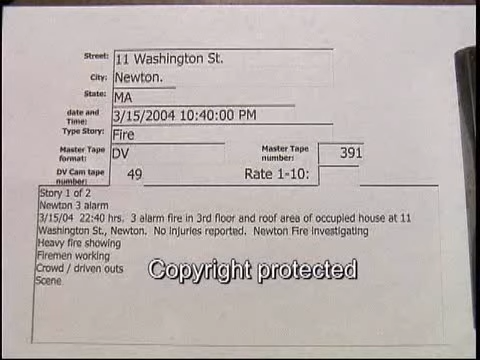 Street: 11 Washington St.
City: Newton.
State: MA
date and Time: 3/15/2004 10:40:00 PM
Type Story: Fire
Master Tape format: DV Master Tape number: 391
DV Cam tape number: 49 Rate 1-10:
Story 1 of 2
Newton 3 alarm
3/15/04 22:40 hrs. 3 alarm fire in 3rd floor and roof area of occupied house at 11
Washington St., Newton. No injuries reported. Newton Fire investigating
Heavy fire showing
Firemen working
Crowd / driven outs
Scene
Copyright protected